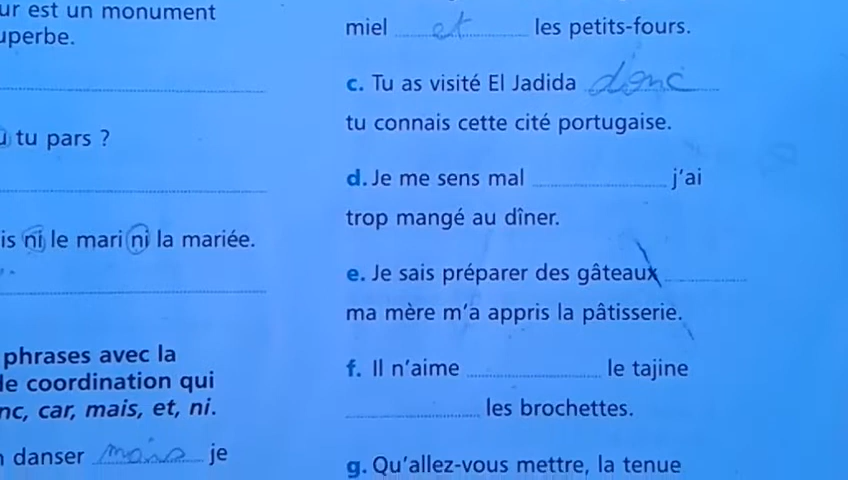 ur est un monument
uperbe.
tu pars ?
is ni le mari ni la mariée.
phrases avec la
de coordination qui
nc, car, mais, et, ni.
danser mais je
miel et les petits-fours.
c. Tu as visité El Jadida donc
tu connais cette cité portugaise.
d. Je me sens mal j'ai
trop mangé au dîner.
e. Je sais préparer des gâteaux
ma mère m'a appris la pâtisserie.
f. Il n'aime le tajine
les brochettes.
g. Qu'allez-vous mettre, la tenue